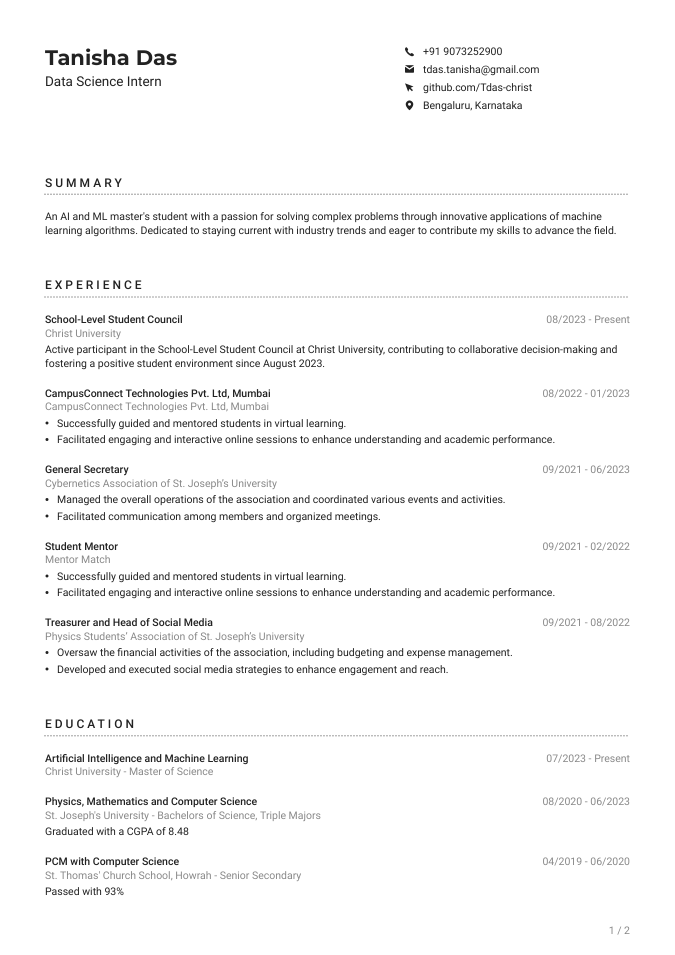 Tanisha Das
Data Science Intern
+91 9073252900
tdas.tanisha@gmail.com
github.com/Tdas-christ
Bengaluru, Karnataka
SUMMARY
An AI and ML master's student with a passion for solving complex problems through innovative applications of machine
learning algorithms. Dedicated to staying current with industry trends and eager to contribute my skills to advance the field.
EXPERIENCE
School-Level Student Council 08/2023 - Present
Christ University
Active participant in the School-Level Student Council at Christ University, contributing to collaborative decision-making and
fostering a positive student environment since August 2023.
CampusConnect Technologies Pvt. Ltd, Mumbai 08/2022 - 01/2023
CampusConnect Technologies Pvt. Ltd, Mumbai
• Successfully guided and mentored students in virtual learning.
• Facilitated engaging and interactive online sessions to enhance understanding and academic performance.
General Secretary 09/2021 - 06/2023
Cybernetics Association of St. Joseph's University
• Managed the overall operations of the association and coordinated various events and activities.
• Facilitated communication among members and organized meetings.
Student Mentor 09/2021 - 02/2022
Mentor Match
• Successfully guided and mentored students in virtual learning.
• Facilitated engaging and interactive online sessions to enhance understanding and academic performance.
Treasurer and Head of Social Media 09/2021 - 08/2022
Physics Students' Association of St. Joseph's University
• Oversaw the financial activities of the association, including budgeting and expense management.
• Developed and executed social media strategies to enhance engagement and reach.
EDUCATION
Artificial Intelligence and Machine Learning 07/2023 - Present
Christ University - Master of Science
Physics, Mathematics and Computer Science 08/2020 - 06/2023
St. Joseph's University - Bachelors of Science, Triple Majors
Graduated with a CGPA of 8.48
PCM with Computer Science 04/2019 - 06/2020
St. Thomas' Church School, Howrah - Senior Secondary
Passed with 93%
1 / 2